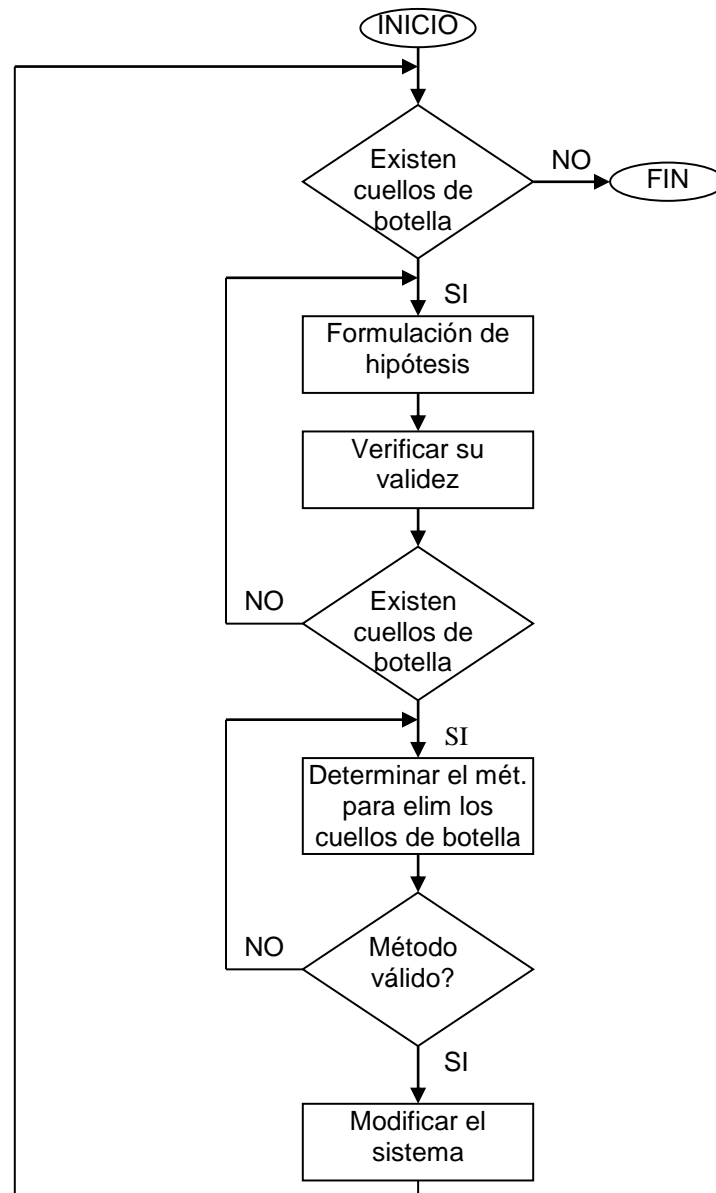 INICIO
Existen
cuellos de
botella
NO
FIN
SI
Formulación de
hipótesis
Verificar su
validez
NO
Existen
cuellos de
botella
SI
Determinar el mét.
para elim los
cuellos de botella
NO
Método
válido?
SI
Modificar el
sistema